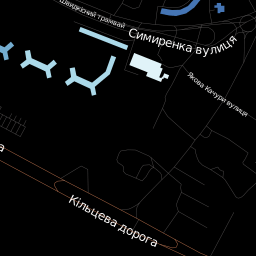 Швидкісний трамвай
Симиренка вулиця
Якова Качури вулиця
а
Кільцева дорога